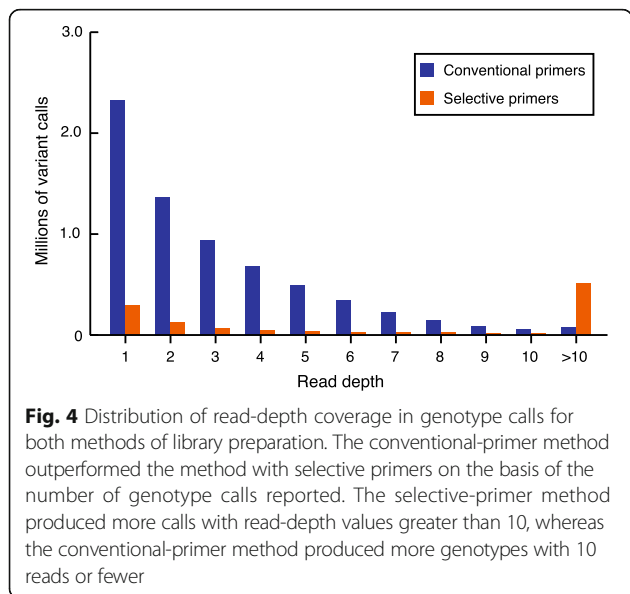 3.0
2.0
1.0
0
Millions of variant calls
Conventional primers
Selective primers
1 2 3 4 5 6 7 8 9 10 >10
Read depth
Fig. 4 Distribution of read-depth coverage in genotype calls for
both methods of library preparation. The conventional-primer method
outperformed the method with selective primers on the basis of the
number of genotype calls reported. The selective-primer method
produced more calls with read-depth values greater than 10, whereas
the conventional-primer method produced more genotypes with 10
reads or fewer